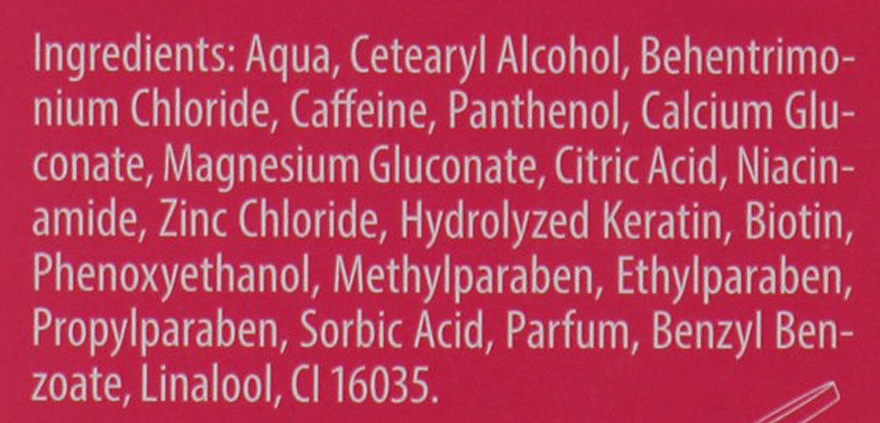 Ingredients: Aqua, Cetearyl Alcohol, Behentrimo-
nium Chloride, Caffeine, Panthenol, Calcium Glu-
conate, Magnesium Gluconate, Citric Acid, Niacin-
amide, Zinc Chloride, Hydrolyzed Keratin, Biotin,
Phenoxyethanol, Methylparaben, Ethylparaben,
Propylparaben, Sorbic Acid, Parfum, Benzyl Ben-
zoate, Linalool, CI 16035.